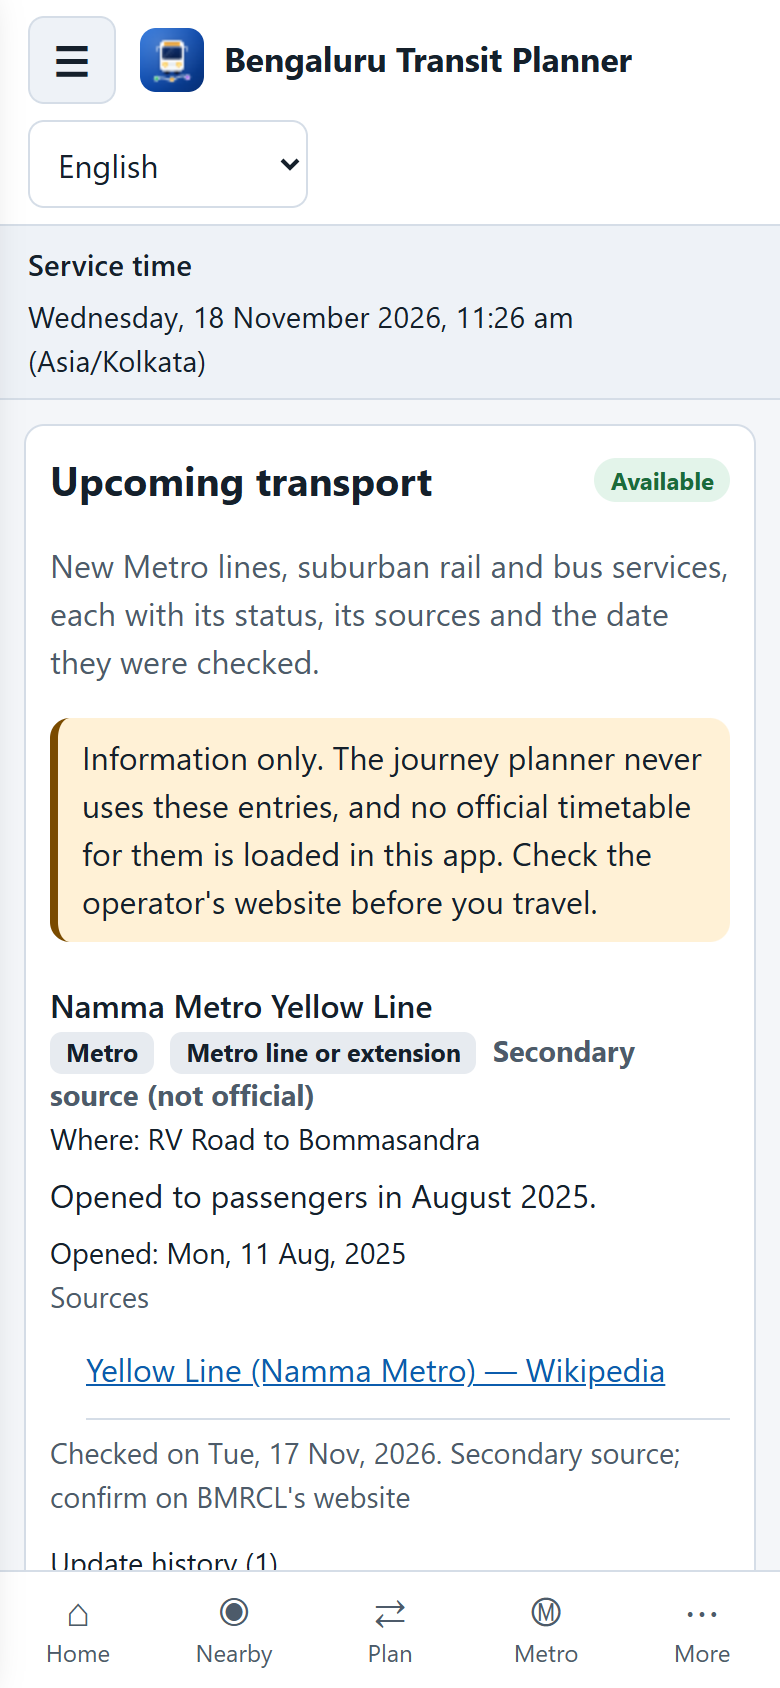 Bengaluru Transit Planner
English
Service time
Wednesday, 18 November 2026, 11:26 am
(Asia/Kolkata)
Upcoming transport
Available
New Metro lines, suburban rail and bus services,
each with its status, its sources and the date
they were checked.
Information only. The journey planner never
uses these entries, and no official timetable
for them is loaded in this app. Check the
operator's website before you travel.
Namma Metro Yellow Line
Metro Metro line or extension Secondary
source (not official)
Where: RV Road to Bommasandra
Opened to passengers in August 2025.
Opened: Mon, 11 Aug, 2025
Sources
Yellow Line (Namma Metro) — Wikipedia
Checked on Tue, 17 Nov, 2026. Secondary source;
confirm on BMRCL's website
Update history (1)
Home Nearby Plan Metro More